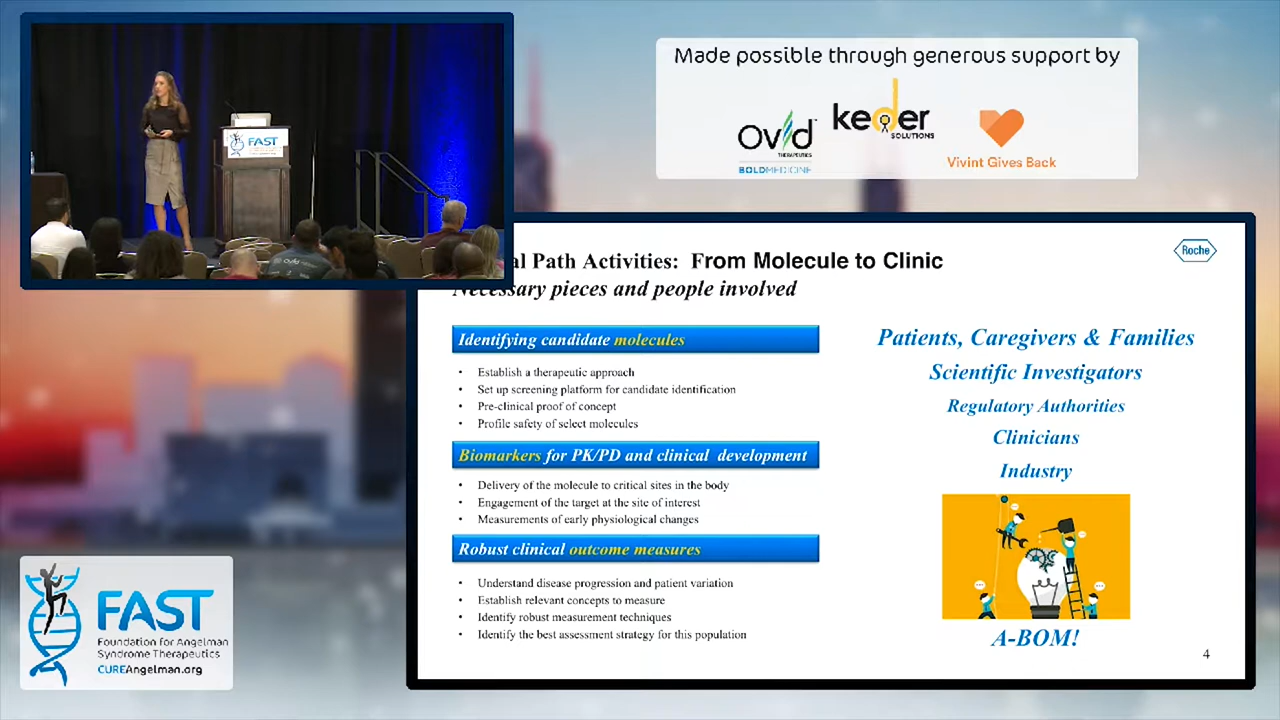 FAST
ovid
Made possible through generous support by
ovid
THERAPEUTICS
BOLDMEDICINE
keder
SOLUTIONS
Vivint Gives Back
al Path Activities: From Molecule to Clinic
Necessary pieces and people involved
Roche
Identifying candidate molecules
• Establish a therapeutic approach
• Set up screening platform for candidate identification
• Pre-clinical proof of concept
• Profile safety of select molecules
Biomarkers for PK/PD and clinical development
• Delivery of the molecule to critical sites in the body
• Engagement of the target at the site of interest
• Measurements of early physiological changes
Robust clinical outcome measures
• Understand disease progression and patient variation
• Establish relevant concepts to measure
• Identify robust measurement techniques
• Identify the best assessment strategy for this population
Patients, Caregivers & Families
Scientific Investigators
Regulatory Authorities
Clinicians
Industry
A-BOM!
4
FAST
Foundation for Angelman
Syndrome Therapeutics
CUREAngelman.org